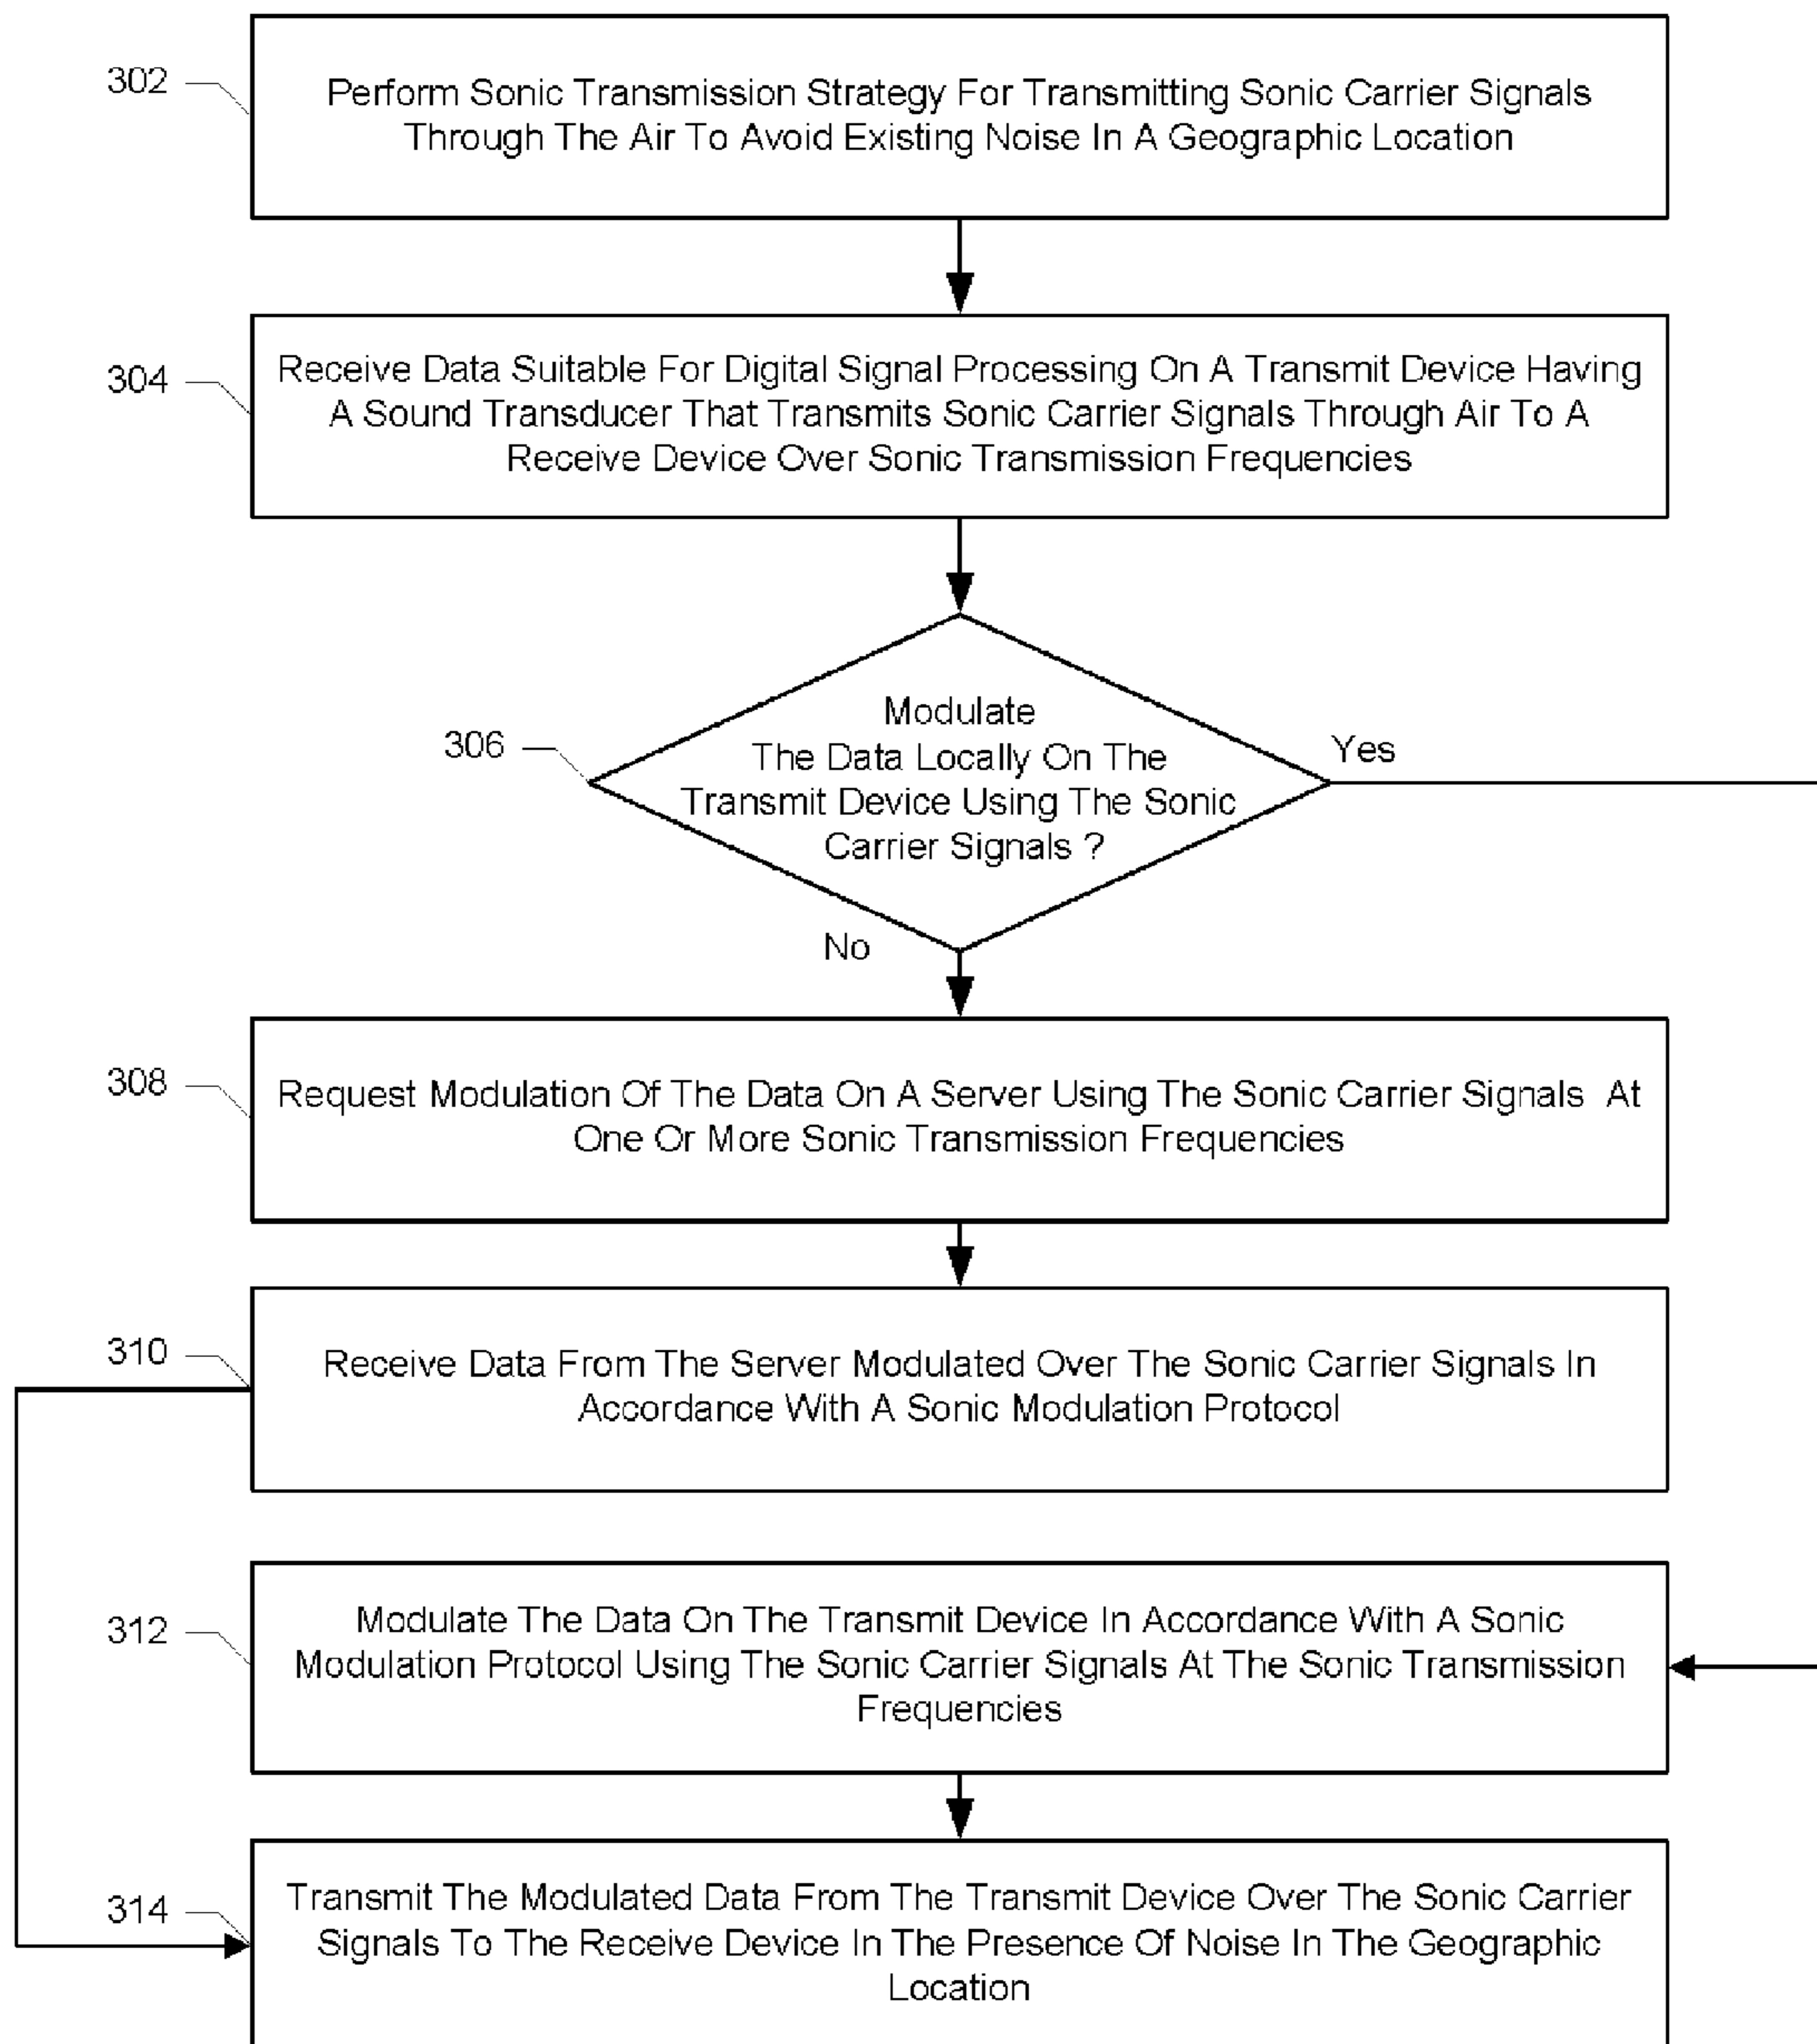 302
Perform Sonic Transmission Strategy For Transmitting Sonic Carrier Signals
Through The Air To Avoid Existing Noise In A Geographic Location
304
Receive Data Suitable For Digital Signal Processing On A Transmit Device Having
A Sound Transducer That Transmits Sonic Carrier Signals Through Air To A
Receive Device Over Sonic Transmission Frequencies
306
Modulate
The Data Locally On The
Transmit Device Using The Sonic
Carrier Signals ?
Yes
No
308
Request Modulation Of The Data On A Server Using The Sonic Carrier Signals At
One Or More Sonic Transmission Frequencies
310
Receive Data From The Server Modulated Over The Sonic Carrier Signals In
Accordance With A Sonic Modulation Protocol
312
Modulate The Data On The Transmit Device In Accordance With A Sonic
Modulation Protocol Using The Sonic Carrier Signals At The Sonic Transmission
Frequencies
314
Transmit The Modulated Data From The Transmit Device Over The Sonic Carrier
Signals To The Receive Device In The Presence Of Noise In The Geographic
Location